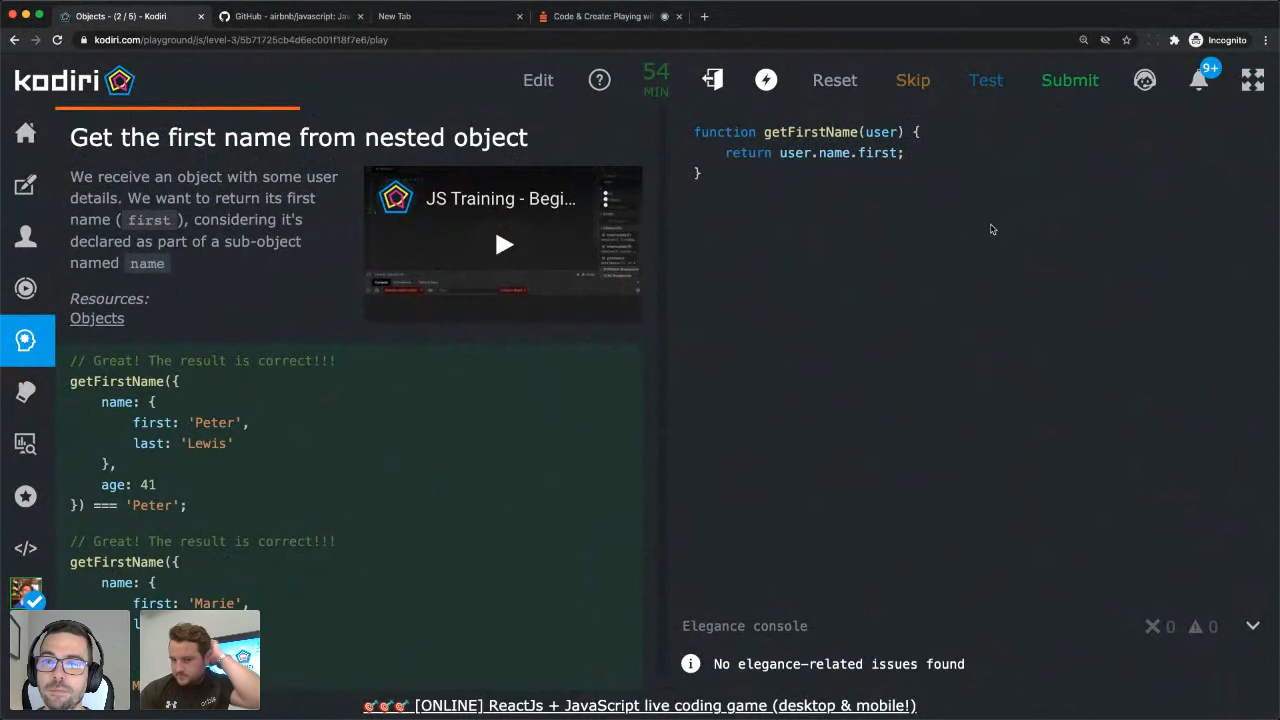 Objects - (2 / 5) - Kodiri
GitHub - airbnb/javascript: Jav
New Tab
Code & Create: Playing wi
kodiri.com/playground/js/level-3/5b71725cb4d6ec001f18f7e6/play
Incognito
kodiri
Edit
?
54
MIN
Reset
Skip
Test
Submit
9+
Get the first name from nested object
We receive an object with some user
details. We want to return its first
name ( first ), considering it's
declared as part of a sub-object
named name
JS Training - Begi...
Resources:
Objects
// Great! The result is correct!!!
getFirstName({
name: {
first: 'Peter',
last: 'Lewis'
},
age: 41
}) === 'Peter';
// Great! The result is correct!!!
getFirstName({
name: {
first: 'Marie',
function getFirstName(user) {
return user.name.first;
}
Elegance console
0
0
No elegance-related issues found
[ONLINE] ReactJs + JavaScript live coding game (desktop & mobile!)